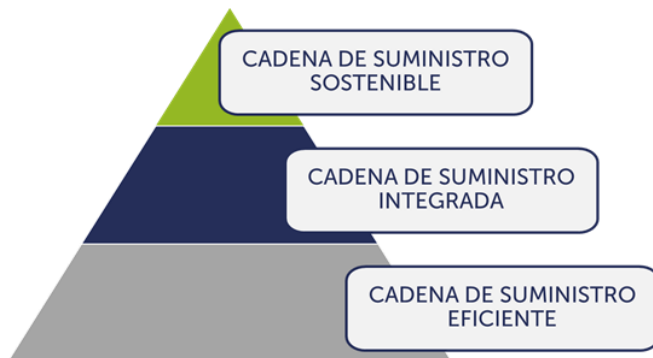 CADENA DE SUMINISTRO
SOSTENIBLE
CADENA DE SUMINISTRO
INTEGRADA
CADENA DE SUMINISTRO
EFICIENTE